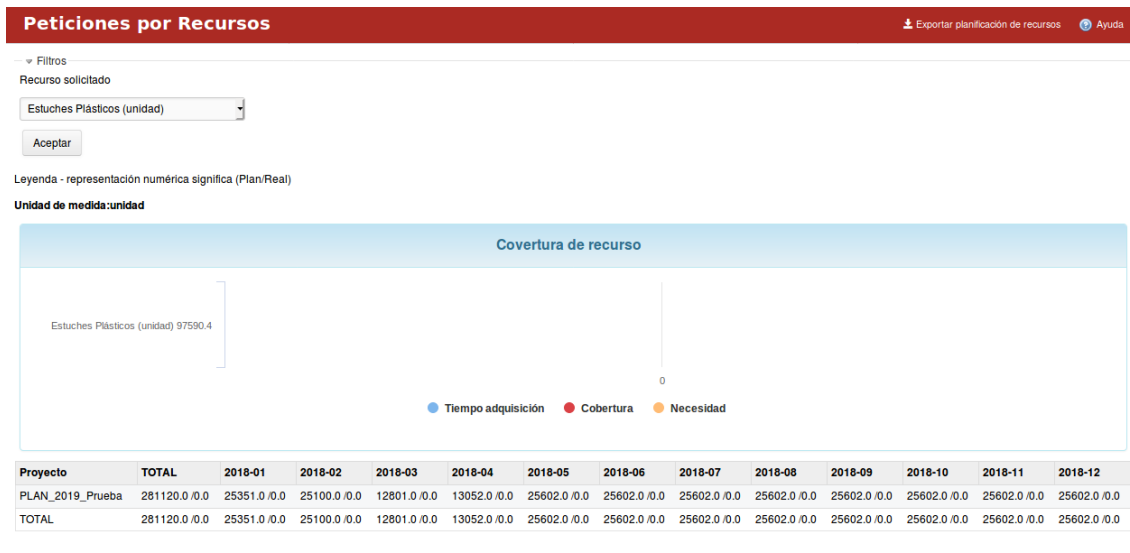 Peticiones por Recursos
Exportar planificación de recursos
Ayuda
Filtros
Recurso solicitado
Estuches Plásticos (unidad)
Aceptar
Leyenda - representación numérica significa (Plan/Real)
Unidad de medida:unidad
Covertura de recurso
Estuches Plásticos (unidad) 97590.4
0
Tiempo adquisición Cobertura Necesidad
Proyecto TOTAL 2018-01 2018-02 2018-03 2018-04 2018-05 2018-06 2018-07 2018-08 2018-09 2018-10 2018-11 2018-12
PLAN_2019_Prueba 281120.0 /0.0 25351.0 /0.0 25100.0 /0.0 12801.0 /0.0 13052.0 /0.0 25602.0 /0.0 25602.0 /0.0 25602.0 /0.0 25602.0 /0.0 25602.0 /0.0 25602.0 /0.0 25602.0 /0.0 25602.0 /0.0
TOTAL 281120.0 /0.0 25351.0 /0.0 25100.0 /0.0 12801.0 /0.0 13052.0 /0.0 25602.0 /0.0 25602.0 /0.0 25602.0 /0.0 25602.0 /0.0 25602.0 /0.0 25602.0 /0.0 25602.0 /0.0 25602.0 /0.0